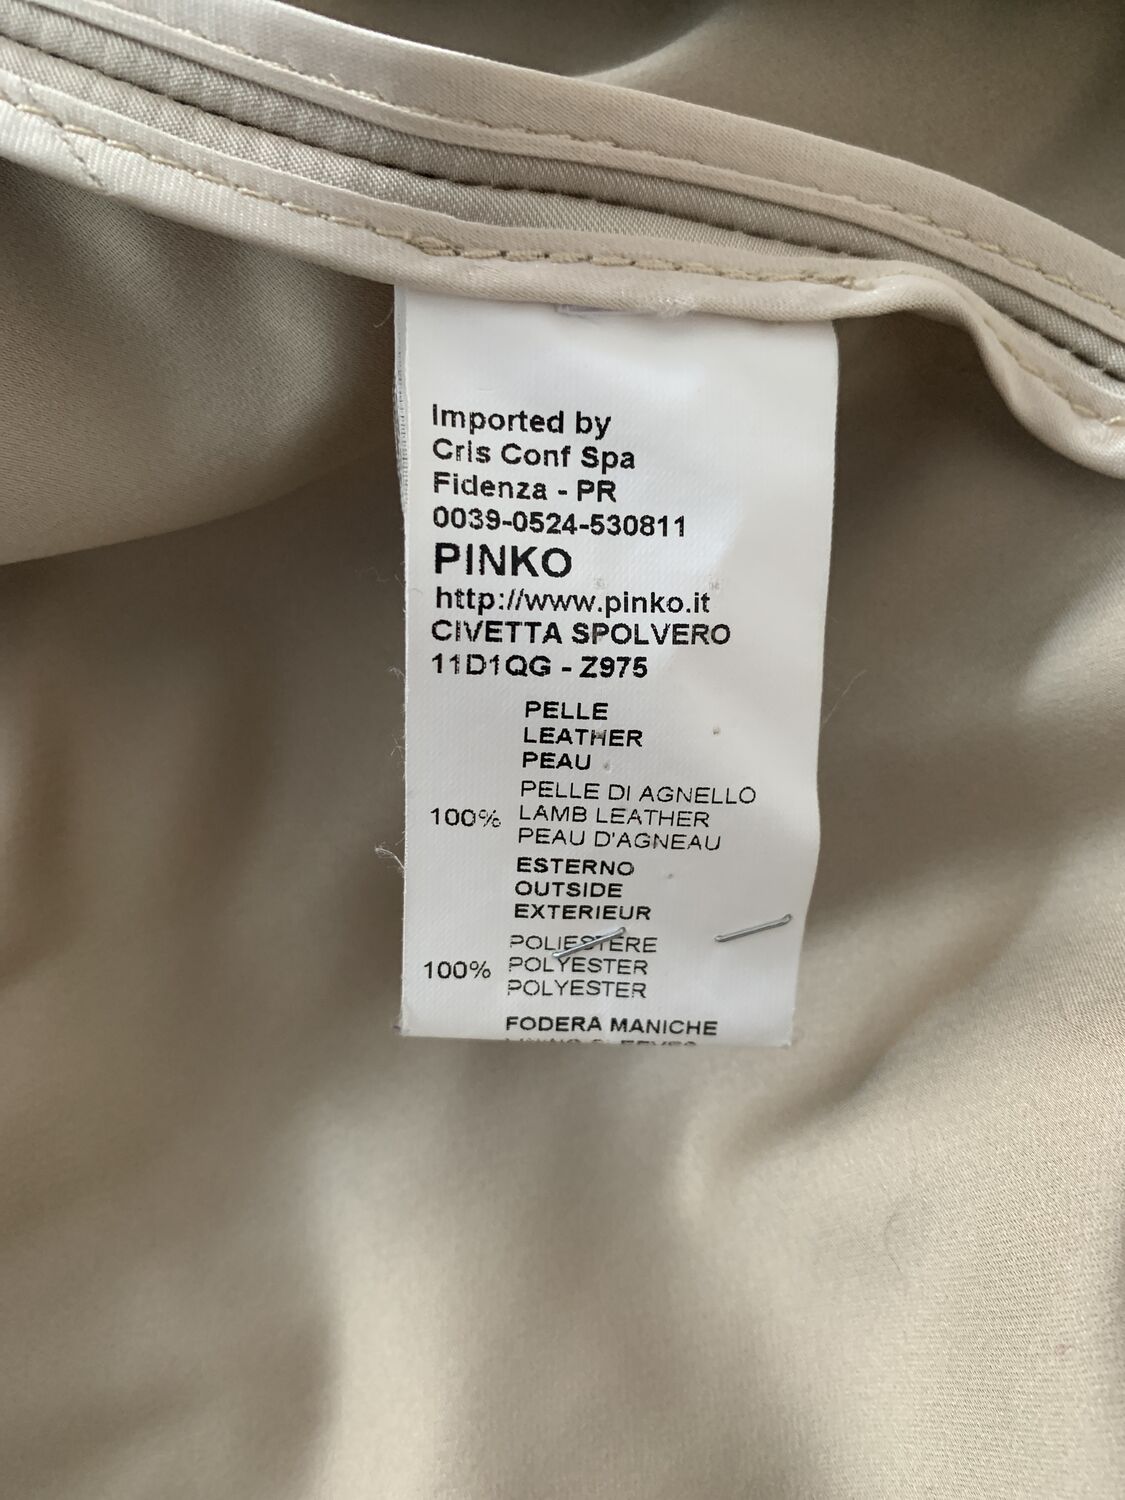 Imported by
Cris Conf Spa
Fidenza - PR
0039-0524-530811
PINKO
http://www.pinko.it
CIVETTA SPOLVERO
11D1QG - Z975
PELLE
LEATHER
PEAU
PELLE DI AGNELLO
100% LAMB LEATHER
PEAU D'AGNEAU
ESTERNO
OUTSIDE
EXTERIEUR
POLIESTERE
100% POLYESTER
POLYESTER
FODERA MANICHE